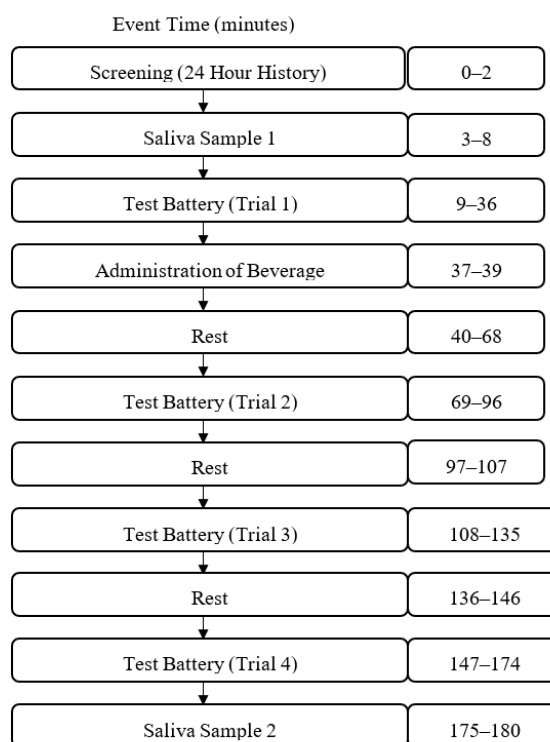 Event Time (minutes)
Screening (24 Hour History) 0–2
Saliva Sample 1 3–8
Test Battery (Trial 1) 9–36
Administration of Beverage 37–39
Rest 40–68
Test Battery (Trial 2) 69–96
Rest 97–107
Test Battery (Trial 3) 108–135
Rest 136–146
Test Battery (Trial 4) 147–174
Saliva Sample 2 175–180